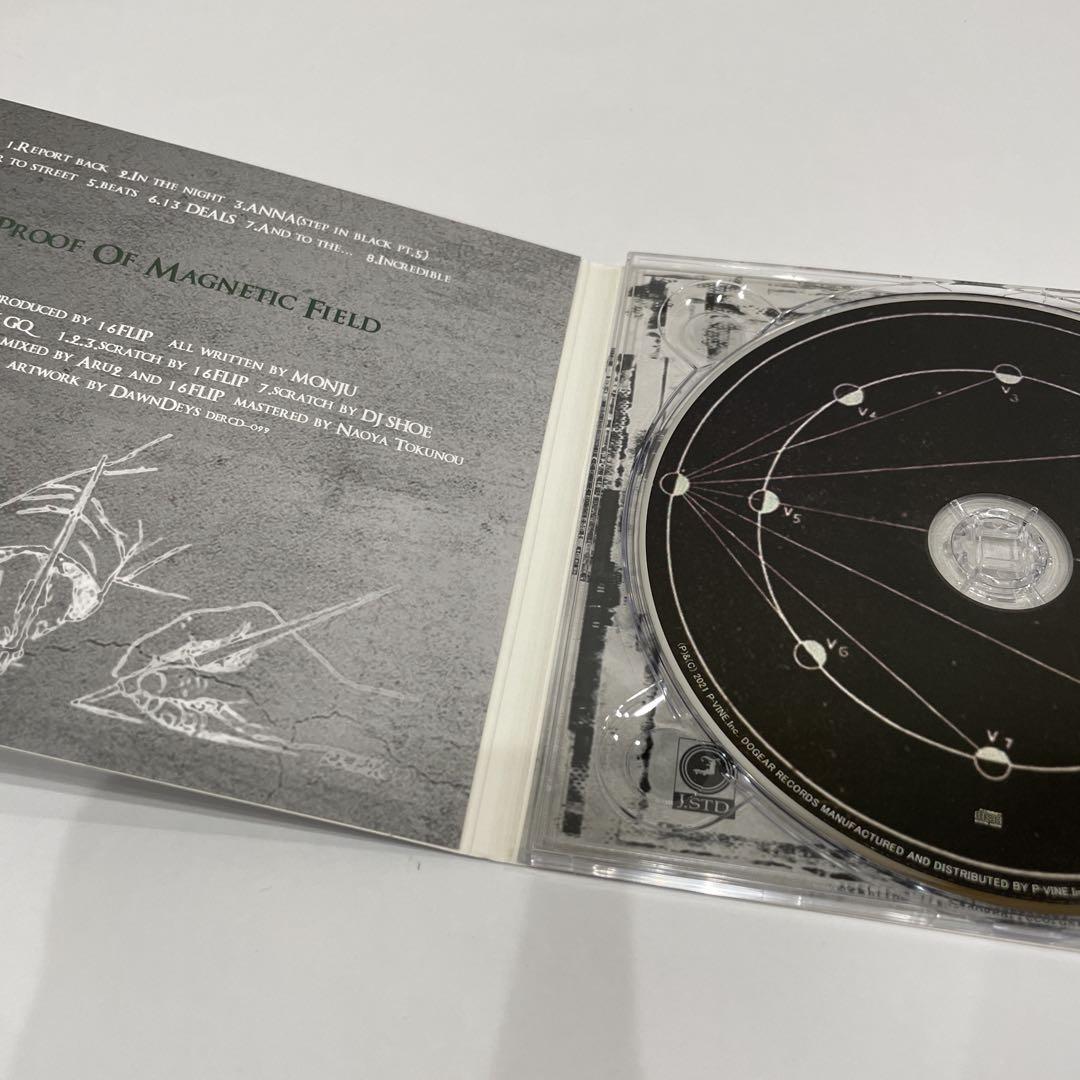 1.Report back 2.In the night 3.ANNA(step in black pt.5)
to street 5.beats 6.13 DEALS 7.And to the... 8.Incredible
Proof Of Magnetic Field
roduced by 16FLIP all written by MONJU
GQ 1.2.3.scratch by 16FLIP 7.scratch by DJ SHOE
mixed by Aru2 and 16FLIP mastered by Naoya Tokunou
artwork by DawnDeys DERCD-099
V3
V4
V5
V6
V7
(P)&(C) 2021 P-VINE,Inc. DOGEAR RECORDS MANUFACTURED AND DISTRIBUTED BY P-VINE,In
J.STD